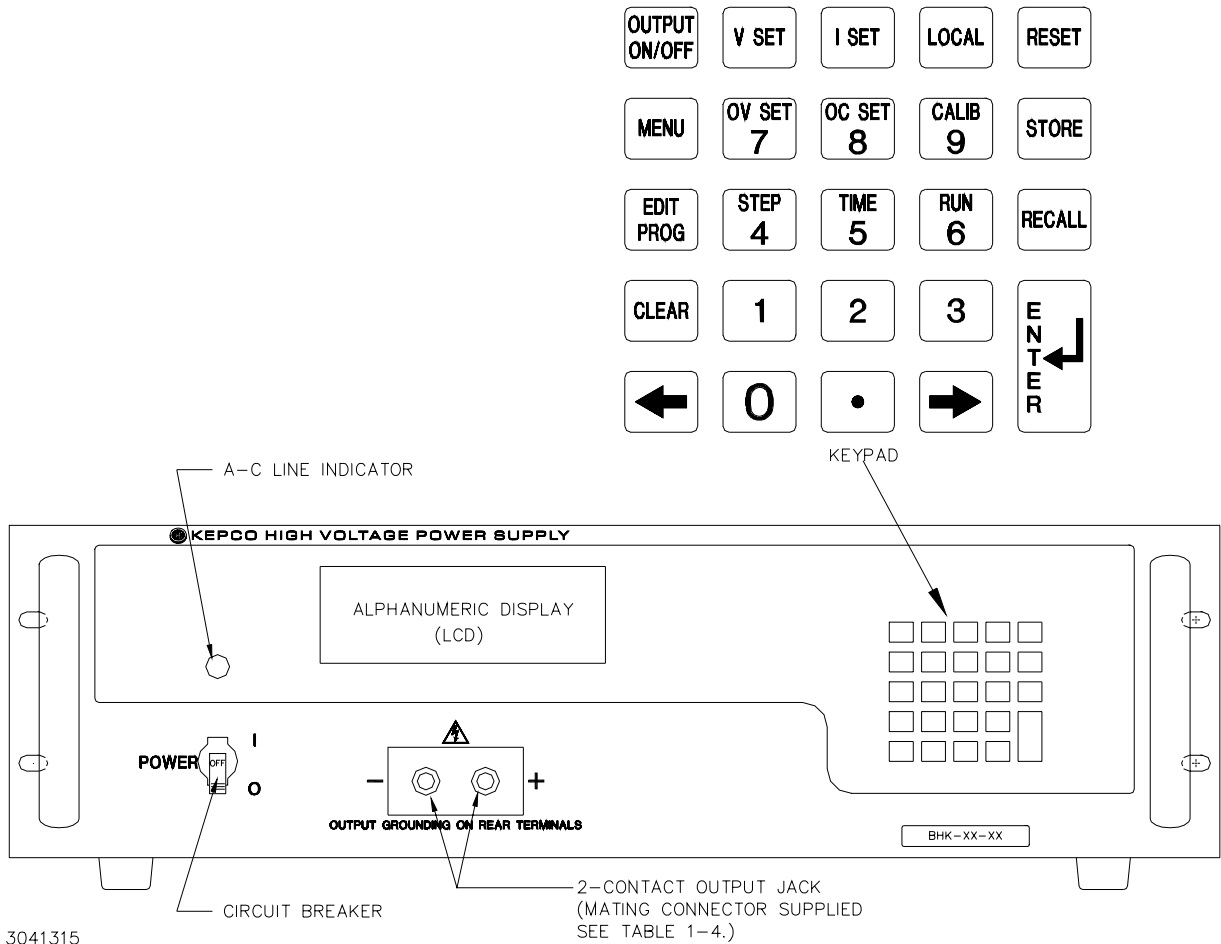 OUTPUT ON/OFF
V SET
I SET
LOCAL
RESET
MENU
OV SET
7
OC SET
8
CALIB
9
STORE
EDIT
PROG
STEP
4
TIME
5
RUN
6
RECALL
CLEAR
1
2
3
ENTER
0
.
KEYPAD
A-C LINE INDICATOR
KEPCO HIGH VOLTAGE POWER SUPPLY
ALPHANUMERIC DISPLAY
(LCD)
POWER
OFF
I
O
-
+
OUTPUT GROUNDING ON REAR TERMINALS
BHK-XX-XX
CIRCUIT BREAKER
2-CONTACT OUTPUT JACK
(MATING CONNECTOR SUPPLIED
SEE TABLE 1-4.)
3041315